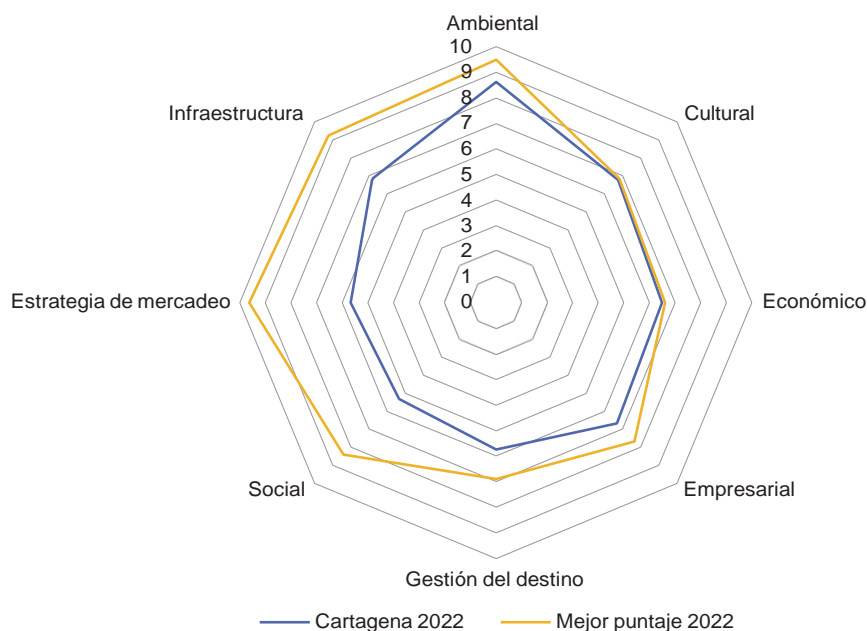 Ambiental
10
9
8
7
6
5
4
3
2
1
0
Infraestructura
Cultural
Estrategia de mercadeo
Económico
Social
Empresarial
Gestión del destino
Cartagena 2022
Mejor puntaje 2022